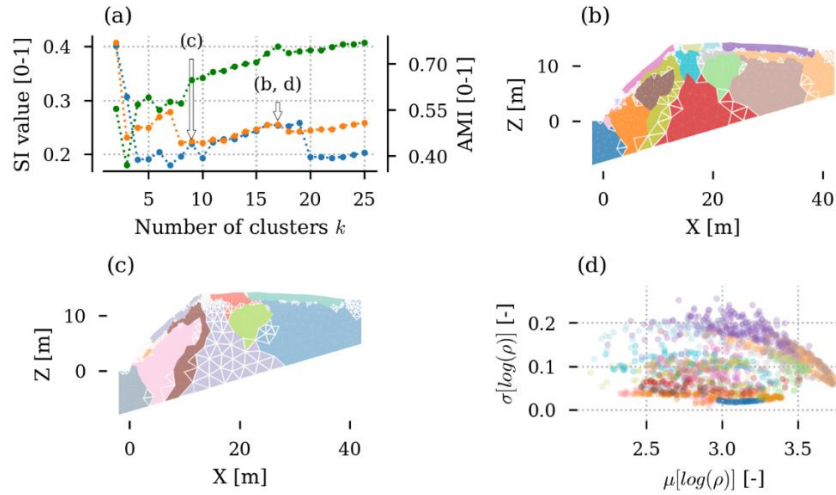 (a)
(c)
(b, d)
SI value [0-1]
0.4
0.3
0.2
AMI [0-1]
0.70
0.55
0.40
5 10 15 20 25
Number of clusters k
(b)
Z [m]
10
0
0 20 40
X [m]
(c)
Z [m]
10
0
0 20 40
X [m]
(d)
σ[log(ρ)] [-]
0.2
0.1
0.0
2.5 3.0 3.5
μ[log(ρ)] [-]